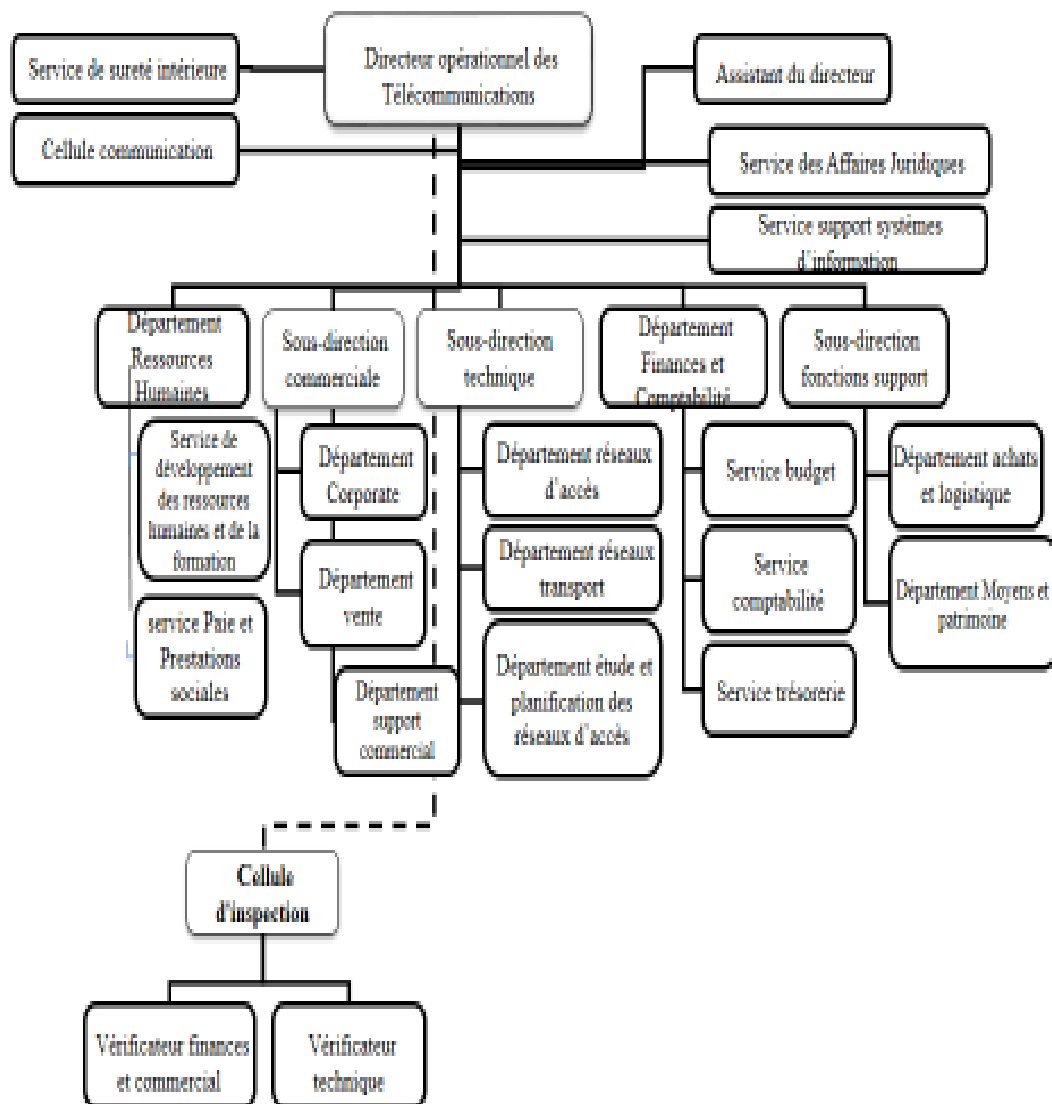 Service de sureté intérieure
Directeur opérationnel des
Télécommunications
Assistant du directeur
Cellule communication
Service des Affaires Juridiques
Service support systèmes
d'information
Département
Ressources
Humaines
Sous-direction
commerciale
Sous-direction
technique
Département
Finances et
Comptabilité
Sous-direction
fonctions support
Service de
développement
des ressources
humaines et de la
formation
service Paie et
Prestations
sociales
Département
Corporate
Département
vente
Département
support
commercial
Département réseaux
d'accès
Département réseaux
transport
Département étude et
planification des
réseaux d'accès
Service budget
Service
comptabilité
Service trésorerie
Département achats
et logistique
Département Moyens et
patrimoine
Cellule
d'inspection
Vérificateur finances
et commercial
Vérificateur
technique